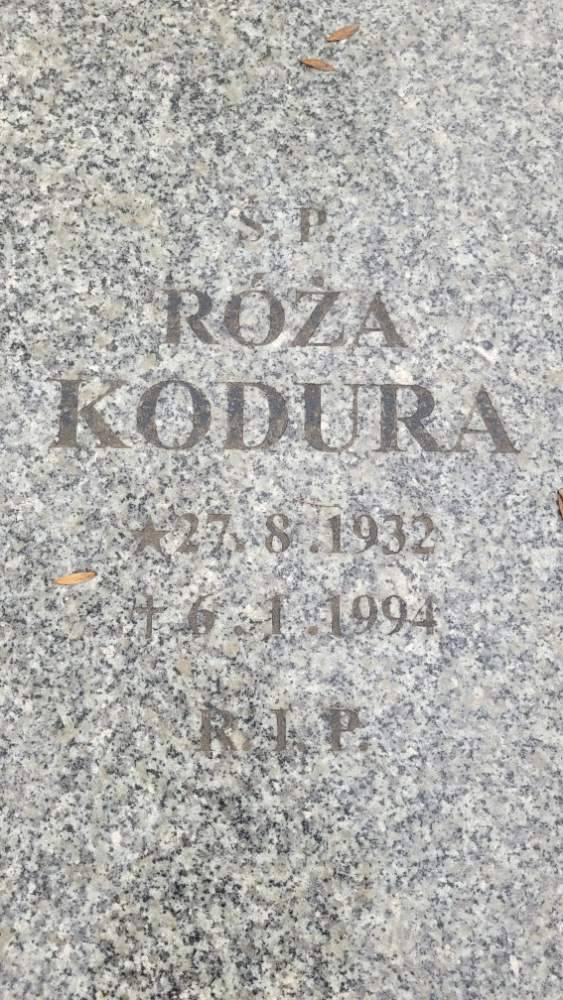 Ś. P.
RÓŻA
KODURA
★ 27. 8 .1932
✝ 6 . 1 .1994
R. I. P.